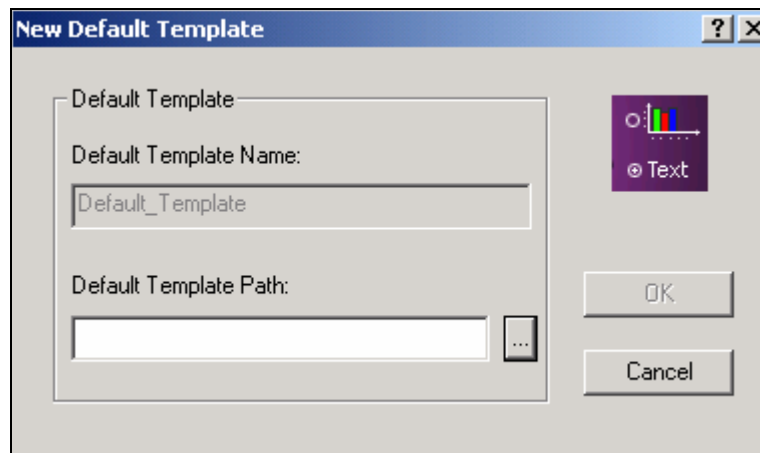 New Default Template
Default Template
Default Template Name:
Default_Template
Default Template Path:
...
Text
OK
Cancel